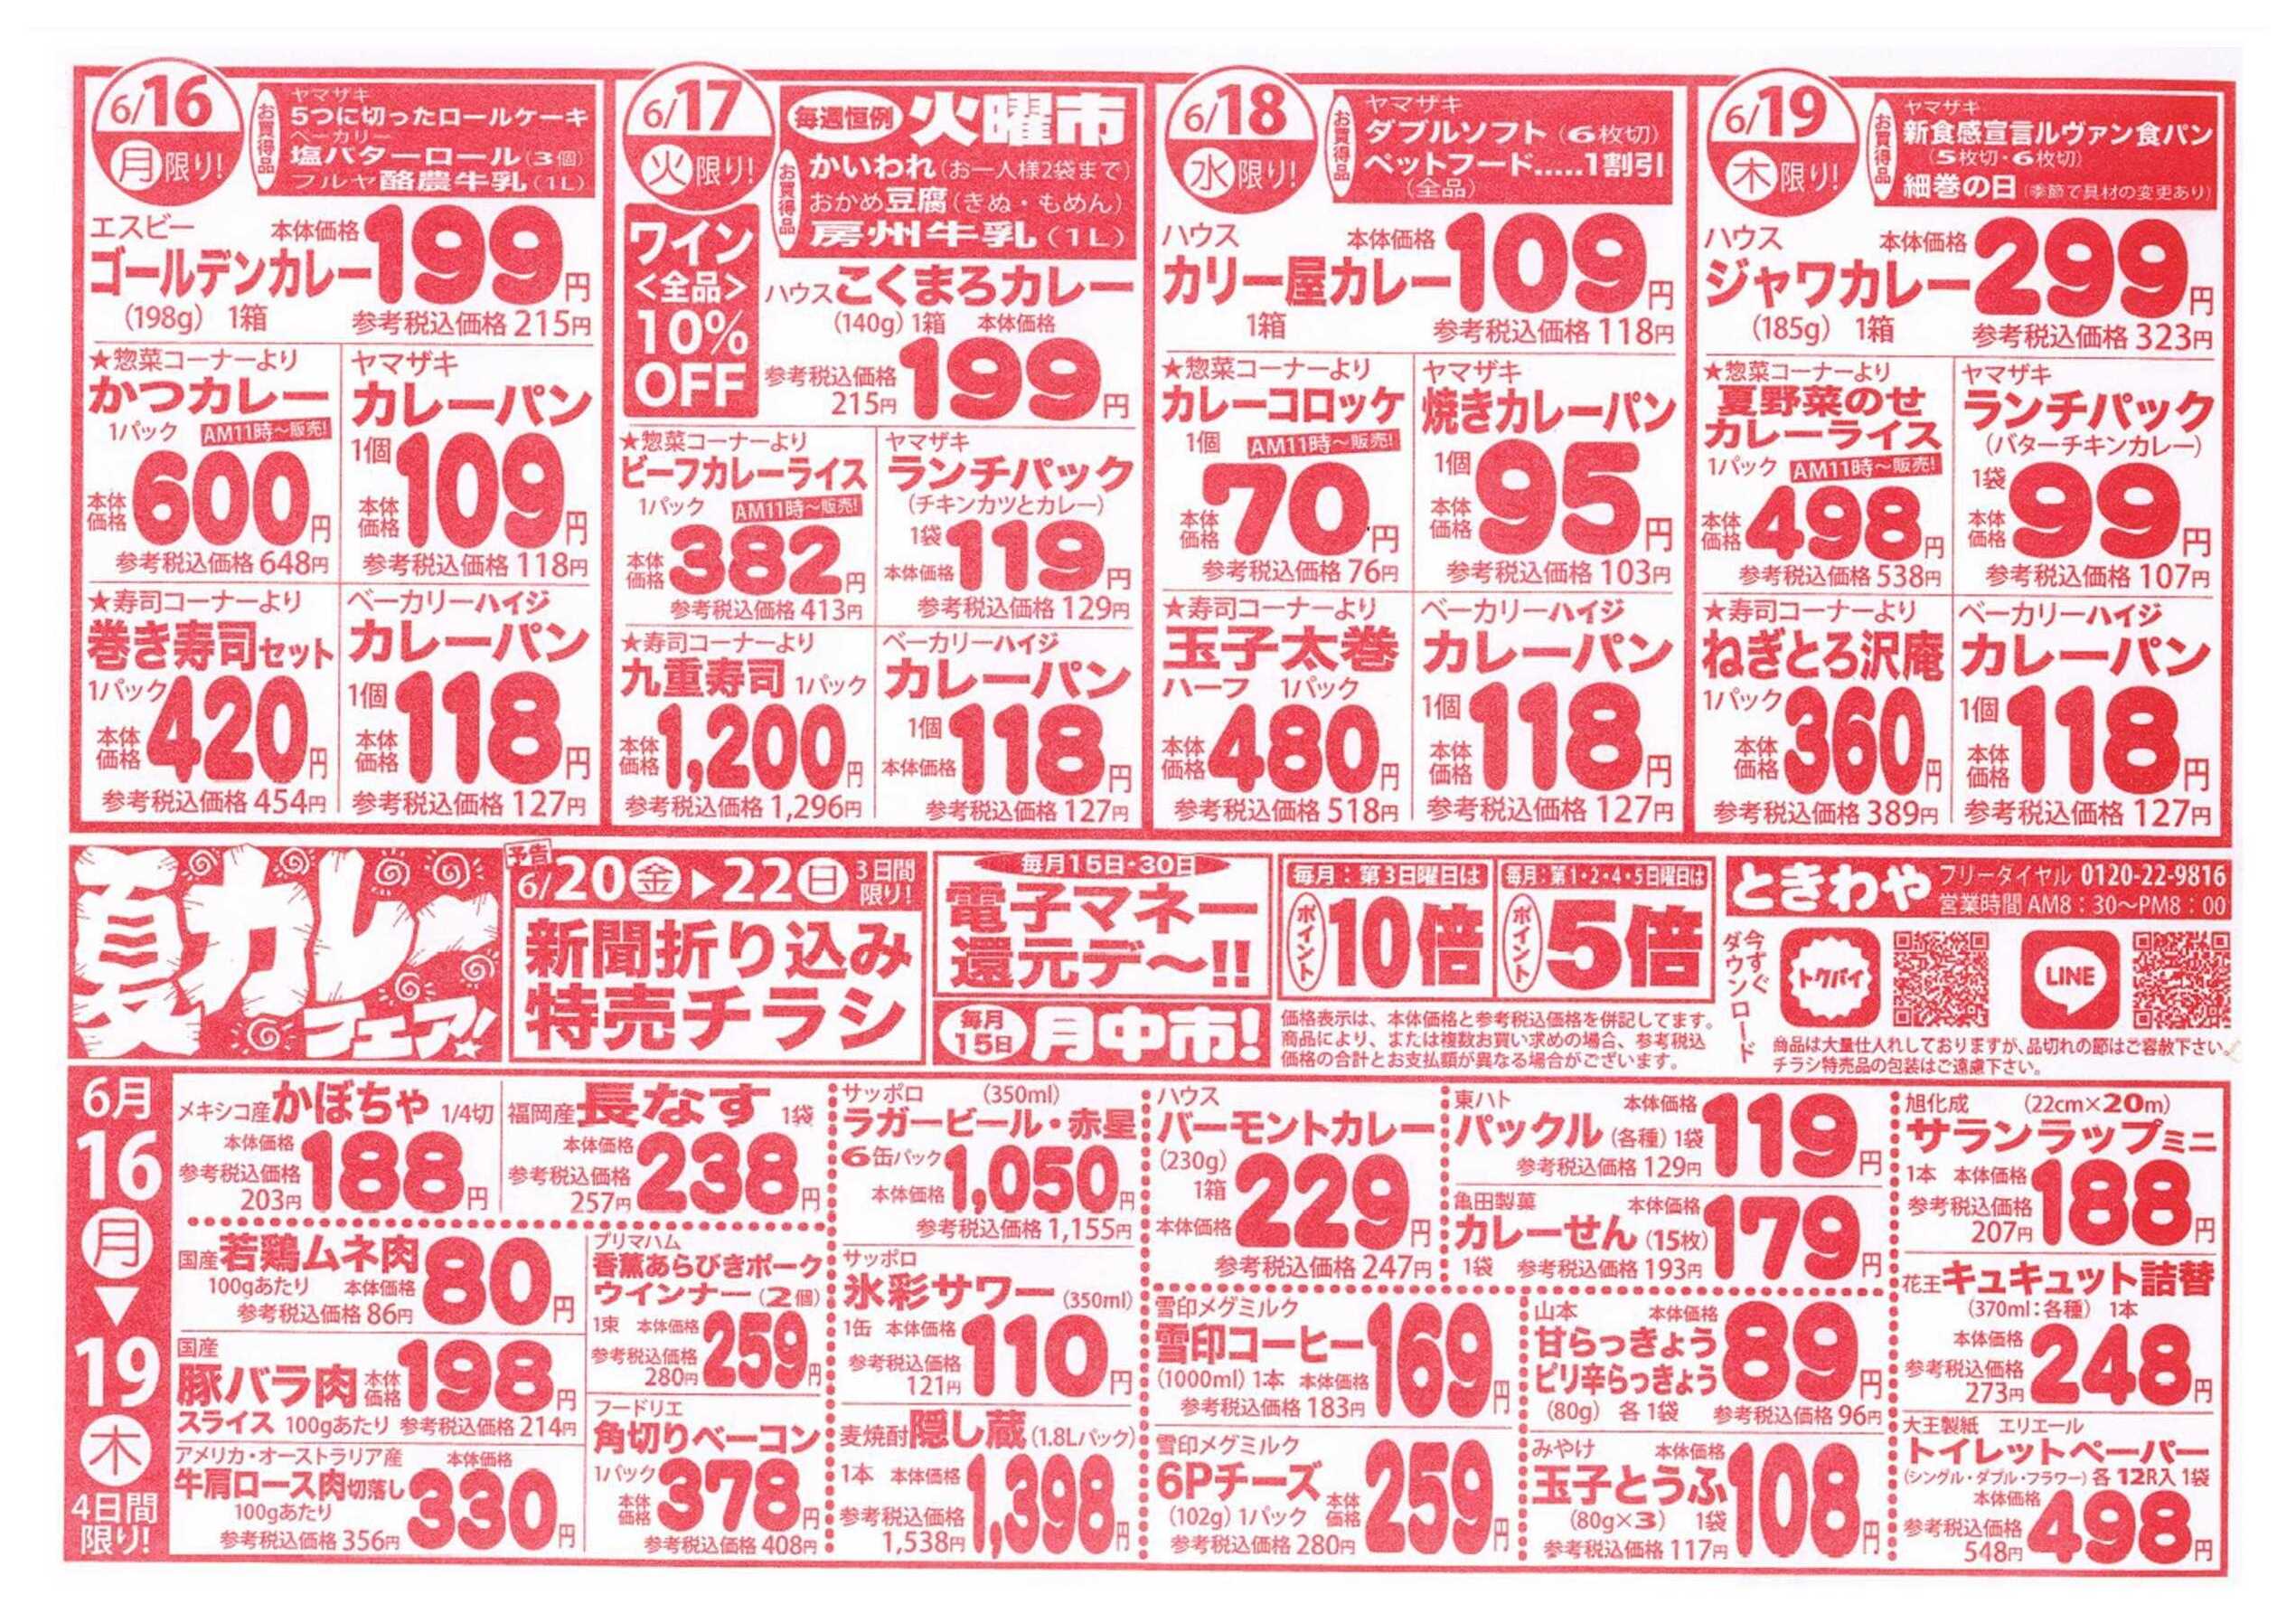 6/16
月限り!
お買得品
ヤマザキ
5つに切ったロールケーキ
ベーカリー
塩バターロール(3個)
フルヤ酪農牛乳(1L)
エスビー
ゴールデンカレー
(198g) 1箱
本体価格
199円
参考税込価格 215円
★惣菜コーナーより
かつカレー
1パック AM11時~販売!
本体価格 600円
参考税込価格 648円
ヤマザキ
カレーパン
1個
本体価格 109円
参考税込価格 118円
★寿司コーナーより
巻き寿司セット
1パック
本体価格 420円
参考税込価格 454円
ベーカリーハイジ
カレーパン
1個
本体価格 118円
参考税込価格 127円
6/17
火限り!
毎週恒例 火曜市
お買得品
かいわれ(お一人様2袋まで)
おかめ豆腐(きぬ・もめん)
房州牛乳(1L)
ワイン
<全品>
10%
OFF
ハウスこくまろカレー
(140g) 1箱 本体価格
199円
参考税込価格
215円
★惣菜コーナーより
ビーフカレーライス
1パック AM11時~販売!
本体価格 382円
参考税込価格 413円
ヤマザキ
ランチパック
(チキンカツとカレー)
1袋
本体価格 119円
参考税込価格 129円
★寿司コーナーより
九重寿司 1パック
本体価格 1,200円
参考税込価格 1,296円
ベーカリーハイジ
カレーパン
1個
本体価格 118円
参考税込価格 127円
6/18
水限り!
お買得品
ヤマザキ
ダブルソフト(6枚切)
ペットフード.....1割引
(全品)
ハウス
カリー屋カレー
1箱
本体価格
109円
参考税込価格 118円
★惣菜コーナーより
カレーコロッケ
1個 AM11時~販売!
本体価格 70円
参考税込価格 76円
ヤマザキ
焼きカレーパン
1個
本体価格 95円
参考税込価格 103円
★寿司コーナーより
玉子太巻
ハーフ 1パック
本体価格 480円
参考税込価格 518円
ベーカリーハイジ
カレーパン
1個
本体価格 118円
参考税込価格 127円
6/19
木限り!
お買得品
ヤマザキ
新食感宣言ルヴァン食パン
(5枚切・6枚切)
細巻の日(季節で具材の変更あり)
ハウス
ジャワカレー
(185g) 1箱
本体価格
299円
参考税込価格 323円
★惣菜コーナーより
夏野菜のせ
カレーライス
1パック AM11時~販売!
本体価格 498円
参考税込価格 538円
ヤマザキ
ランチパック
(バターチキンカレー)
1袋
本体価格 99円
参考税込価格 107円
★寿司コーナーより
ねぎとろ沢庵
1パック
本体価格 360円
参考税込価格 389円
ベーカリーハイジ
カレーパン
1個
本体価格 118円
参考税込価格 127円
夏カレー
フェア!
予告
6/20金▶22日 3日間限り!
新聞折り込み
特売チラシ
毎月15日・30日
電子マネー
還元デ~!!
毎月15日 月中市!
毎月:第3日曜日は
ポイント 10倍
毎月:第1・2・4・5日曜日は
ポイント 5倍
価格表示は、本体価格と参考税込価格を併記してます。
商品により、または複数お買い求めの場合、参考税込
価格の合計とお支払額が異なる場合がございます。
ときわや
フリーダイヤル 0120-22-9816
営業時間 AM8:30~PM8:00
今すぐ
ダウンロード
トクバイ
LINE
商品は大量仕入れしておりますが、品切れの節はご容赦下さい。
チラシ特売品の包装はご遠慮下さい。
6月
16
月
▼
19
木
4日間
限り!
メキシコ産かぼちゃ 1/4切
本体価格
188円
参考税込価格
203円
福岡産長なす 1袋
本体価格
238円
参考税込価格
257円
国産若鶏ムネ肉
100gあたり 本体価格
80円
参考税込価格 86円
国産
豚バラ肉 本体価格 198円
スライス 100gあたり 参考税込価格 214円
アメリカ・オーストラリア産
牛肩ロース肉切落し
100gあたり
本体価格
330円
参考税込価格 356円
プリマハム
香薫あらびきポーク
ウインナー(2個)
1束 本体価格
259円
参考税込価格
280円
フードリエ
角切りベーコン
1パック
本体価格 378円
参考税込価格 408円
サッポロ (350ml)
ラガービール・赤星
6缶パック
本体価格 1,050円
参考税込価格 1,155円
サッポロ
氷彩サワー(350ml)
1缶 本体価格
110円
参考税込価格
121円
麦焼酎隠し蔵(1.8Lパック)
1本 本体価格
1,398円
参考税込価格
1,538円
ハウス
バーモントカレー
(230g)
1箱
本体価格 229円
参考税込価格 247円
東ハト
パックル(各種)1袋
本体価格
119円
参考税込価格 129円
亀田製菓
カレーせん(15枚)
本体価格
179円
1袋 参考税込価格 193円
雪印メグミルク
雪印コーヒー
(1000ml) 1本 本体価格
169円
参考税込価格 183円
雪印メグミルク
6Pチーズ
(102g) 1パック 本体価格
259円
参考税込価格 280円
山本 本体価格
甘らっきょう
ピリ辛らっきょう
89円
(80g) 各1袋 参考税込価格 96円
みやけ 本体価格
玉子とうふ
(80g×3) 1袋
108円
参考税込価格 117円
旭化成 (22cm×20m)
サランラップミニ
1本 本体価格
188円
参考税込価格
207円
花王キュキュット詰替
(370ml:各種) 1本
本体価格
248円
参考税込価格
273円
大王製紙 エリエール
トイレットペーパー
(シングル・ダブル・フラワー)各12R入 1袋
本体価格
498円
参考税込価格
548円